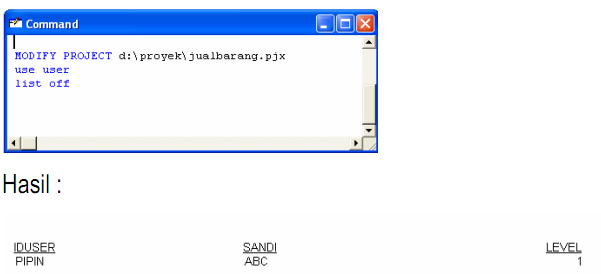 Command
MODIFY PROJECT d:\proyek\jualbarang.pjx
use user
list off
Hasil :
IDUSER SANDI LEVEL
PIPIN ABC 1